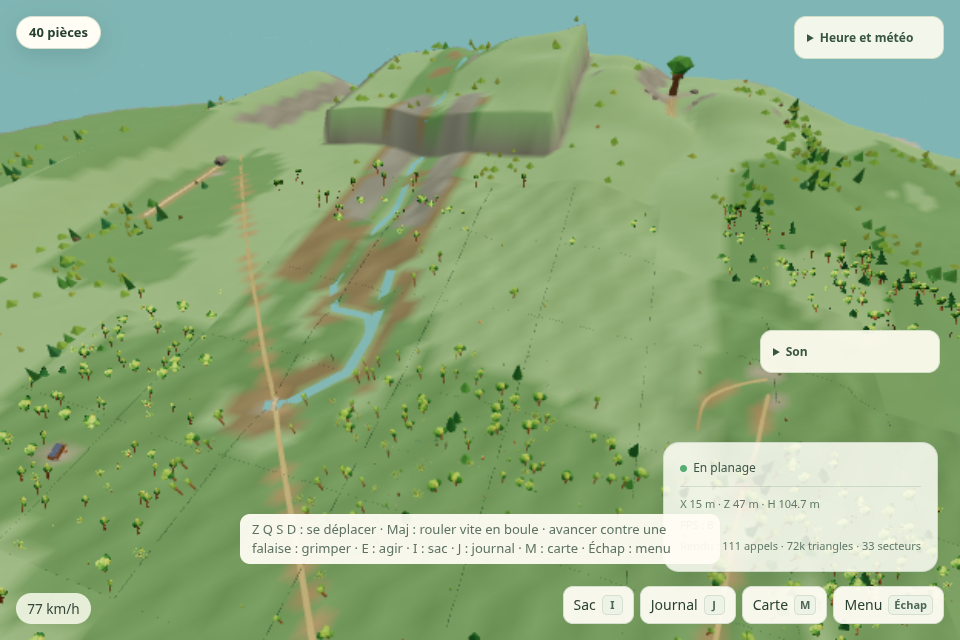 40 pièces
▸ Heure et météo
▸ Son
En planage
X 15 m · Z 47 m · H 104.7 m
Z Q S D : se déplacer · Maj : rouler vite en boule · avancer contre une
falaise : grimper · E : agir · I : sac · J : journal · M : carte · Échap : menu
111 appels · 72k triangles · 33 secteurs
77 km/h
Sac I
Journal J
Carte M
Menu Échap